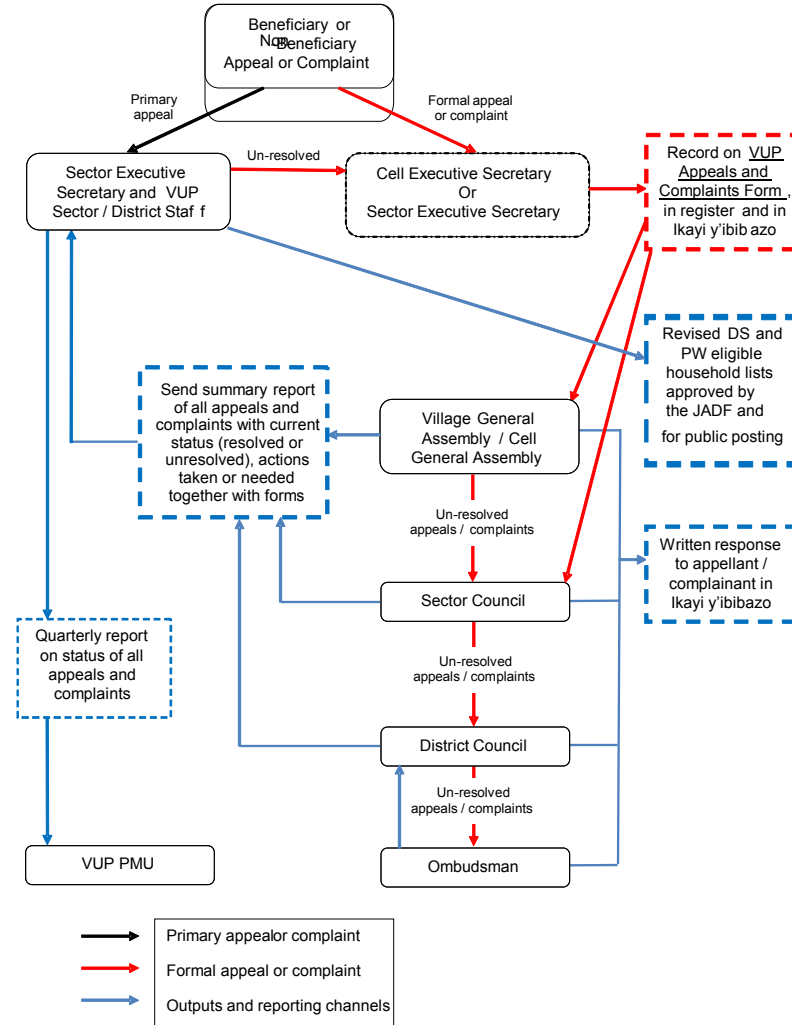 Beneficiary or
Non-Beneficiary
Appeal or Complaint
Primary
appeal
Formal appeal
or complaint
Sector Executive
Secretary and VUP
Sector / District Staf f
Un-resolved
Cell Executive Secretary
Or
Sector Executive Secretary
Record on VUP
Appeals and
Complaints Form ,
in register and in
Ikayi y'ibib azo
Revised DS and
PW eligible
household lists
approved by
the JADF and
for public posting
Send summary report
of all appeals and
complaints with current
status (resolved or
unresolved), actions
taken or needed
together with forms
Village General
Assembly / Cell
General Assembly
Un-resolved
appeals / complaints
Written response
to appellant /
complainant in
Ikayi y'ibibazo
Sector Council
Quarterly report
on status of all
appeals and
complaints
Un-resolved
appeals / complaints
District Council
Un-resolved
appeals / complaints
VUP PMU
Ombudsman
Primary appealor complaint
Formal appeal or complaint
Outputs and reporting channels